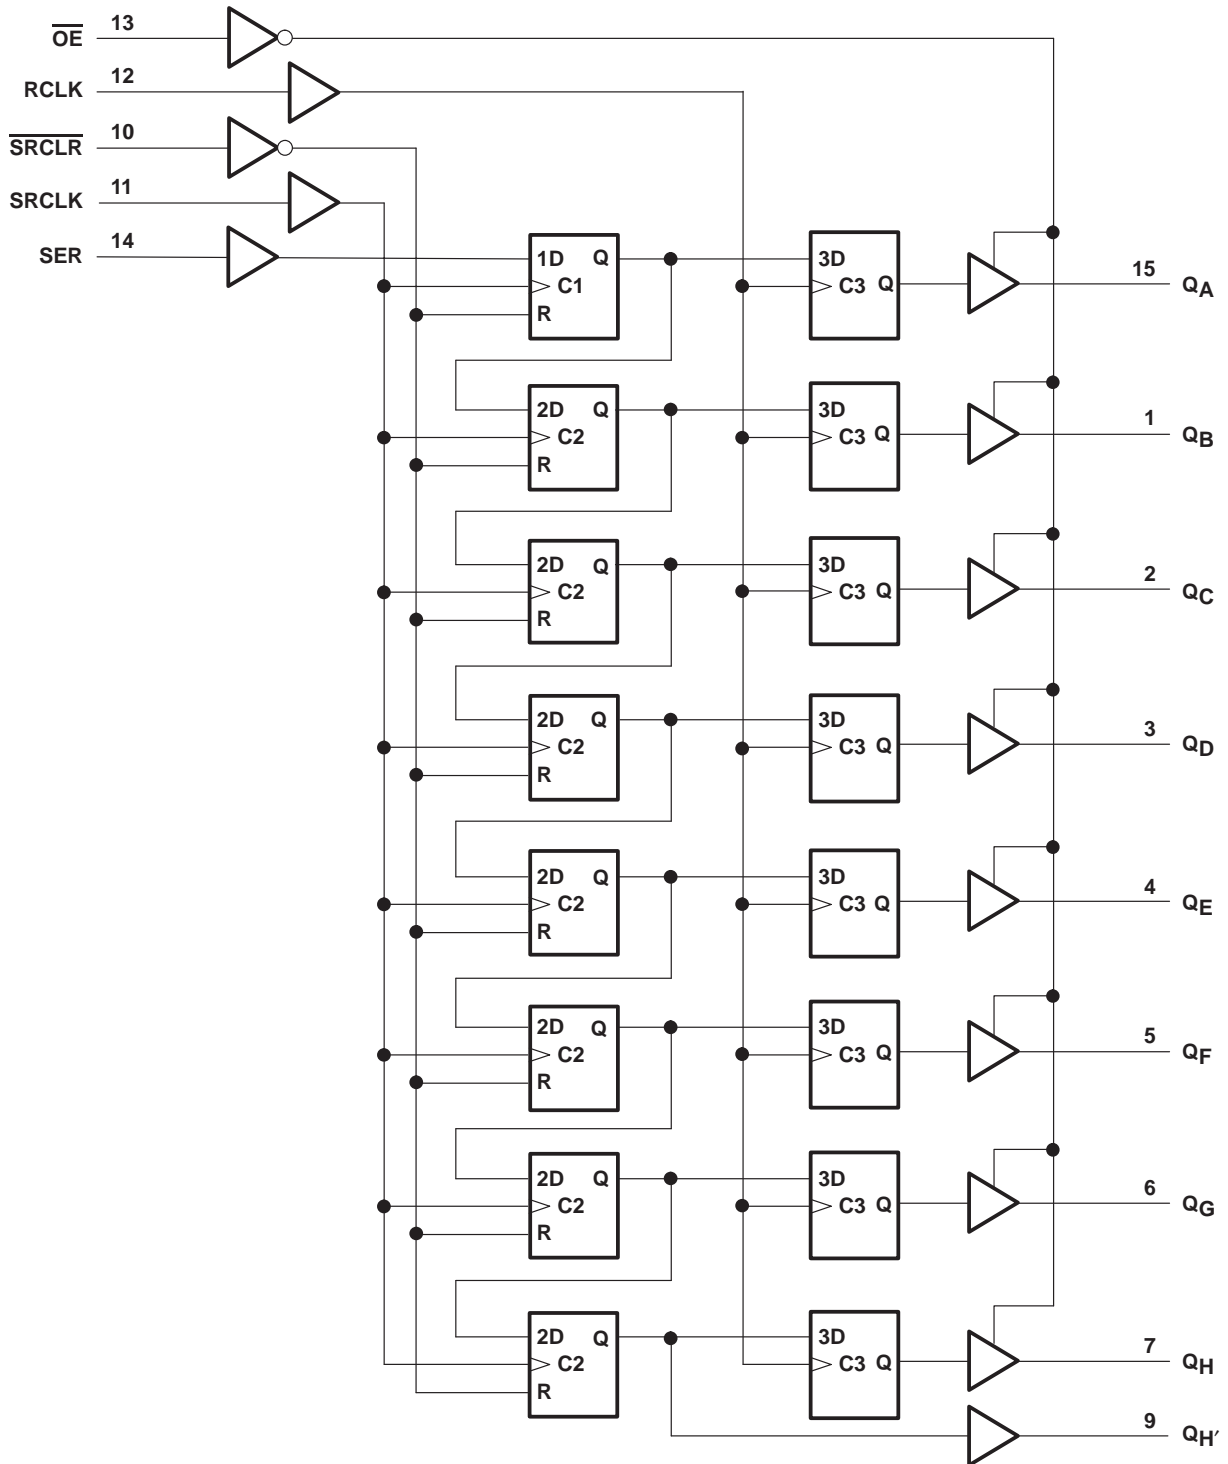 OE 13
RCLK 12
SRCLR 10
SRCLK 11
SER 14
1D Q
C1
R
3D
C3 Q
15 QA
2D Q
C2
R
3D
C3 Q
1 QB
2D Q
C2
R
3D
C3 Q
2 QC
2D Q
C2
R
3D
C3 Q
3 QD
2D Q
C2
R
3D
C3 Q
4 QE
2D Q
C2
R
3D
C3 Q
5 QF
2D Q
C2
R
3D
C3 Q
6 QG
2D Q
C2
R
3D
C3 Q
7 QH
9 QH′